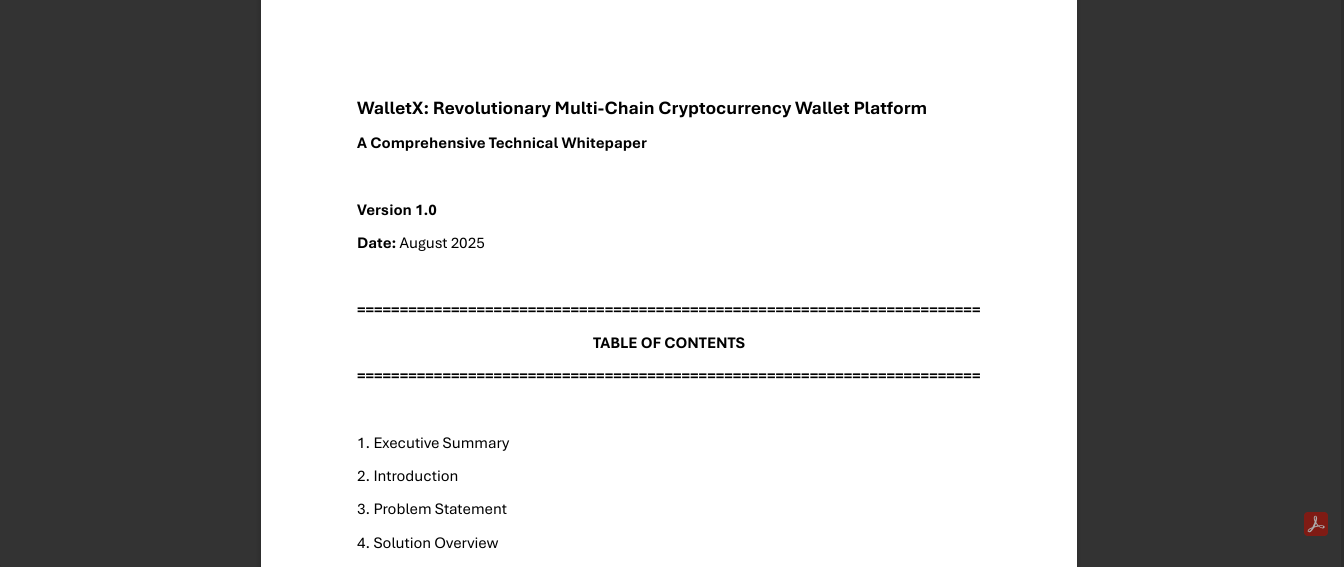 WalletX: Revolutionary Multi-Chain Cryptocurrency Wallet Platform
A Comprehensive Technical Whitepaper
Version 1.0
Date: August 2025
=========================================================================
TABLE OF CONTENTS
=========================================================================
1. Executive Summary
2. Introduction
3. Problem Statement
4. Solution Overview